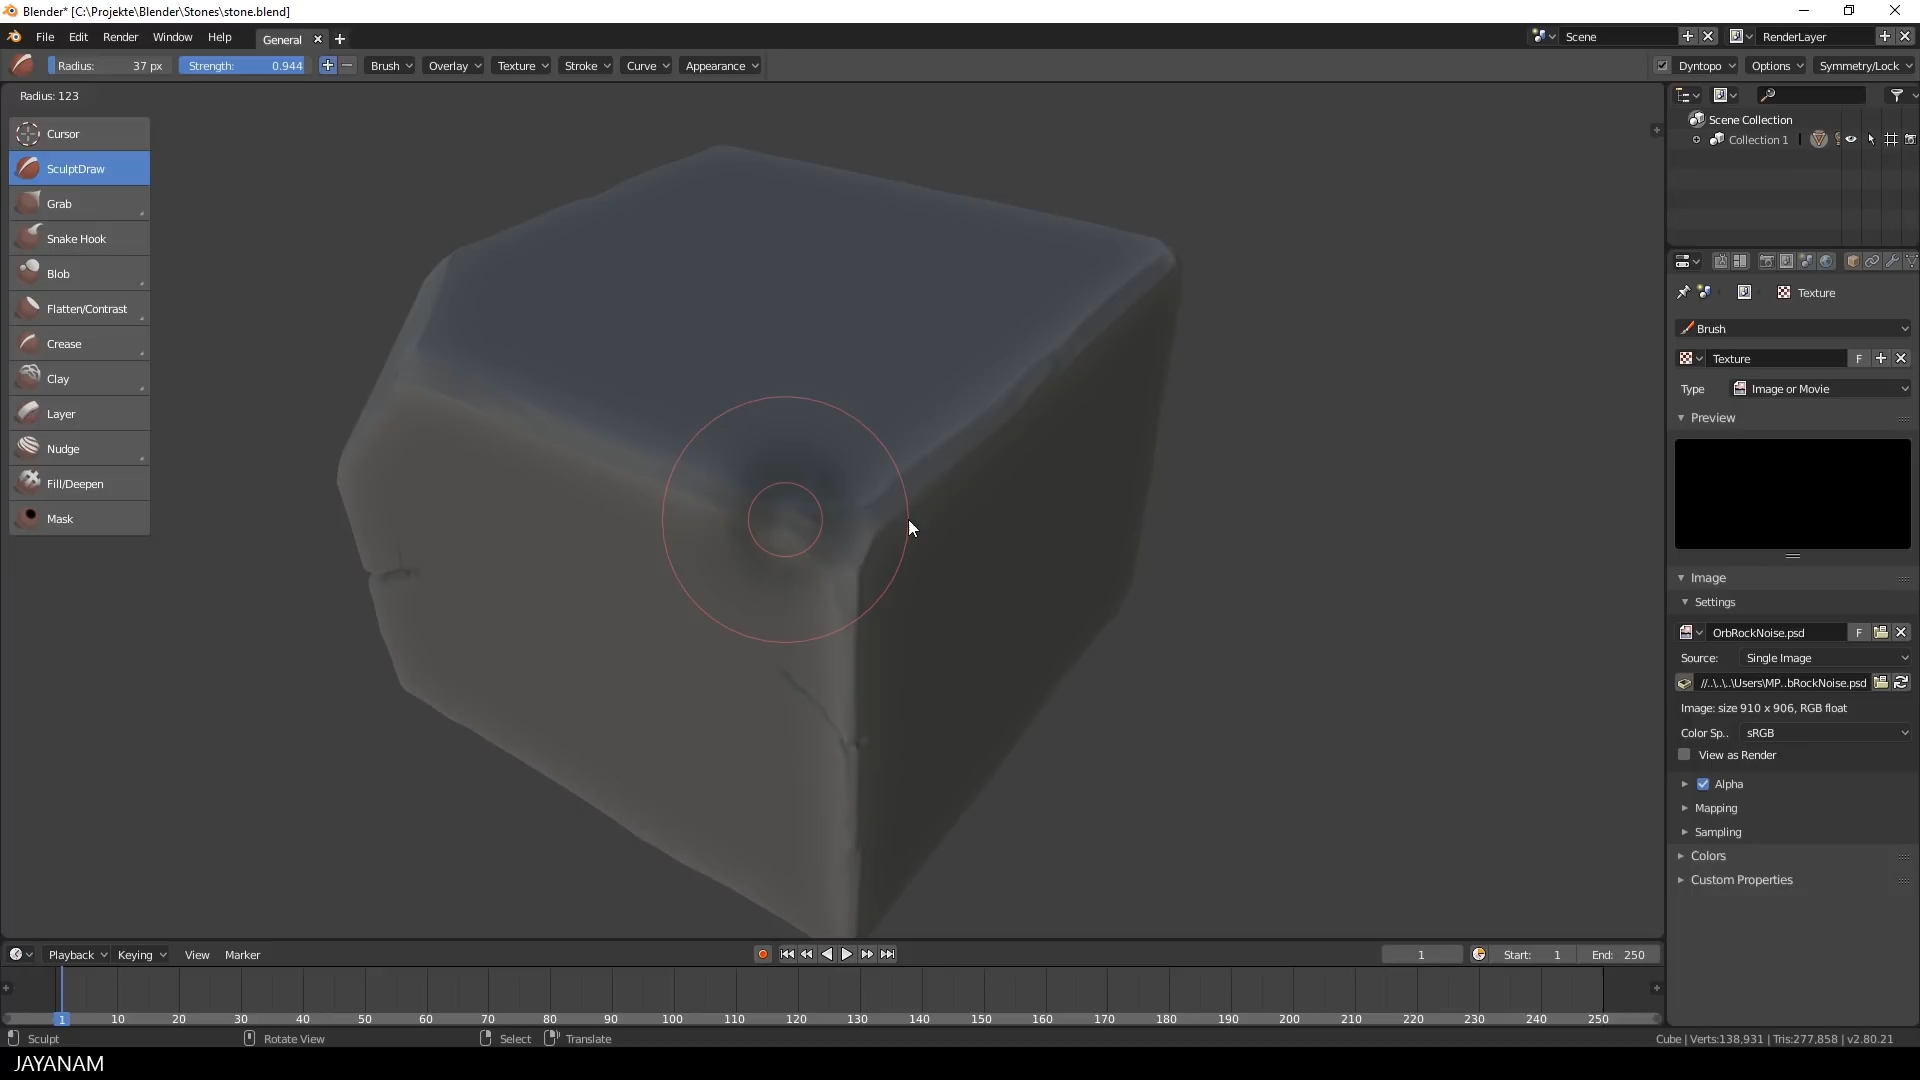 Blender* [C:\Projekte\Blender\Stones\stone.blend]
File Edit Render Window Help General Scene RenderLayer
Radius: 37 px Strength: 0.944 Brush Overlay Texture Stroke Curve Appearance Dyntopo Options Symmetry/Lock
Radius: 123
Cursor
SculptDraw
Grab
Snake Hook
Blob
Flatten/Contrast
Crease
Clay
Layer
Nudge
Fill/Deepen
Mask
Scene Collection
Collection 1
Texture
Brush
Texture F
Type Image or Movie
Preview
Image
Settings
OrbRockNoise.psd F
Source: Single Image
//..\..\..\Users\MP..bRockNoise.psd
Image: size 910 x 906, RGB float
Color Sp.. sRGB
View as Render
Alpha
Mapping
Sampling
Colors
Custom Properties
Playback Keying View Marker 1 Start: 1 End: 250
1 10 20 30 40 50 60 70 80 90 100 110 120 130 140 150 160 170 180 190 200 210 220 230 240 250
Sculpt Rotate View Select Translate Cube | Verts:138,931 | Tris:277,858 | v2.80.21
JAYANAM